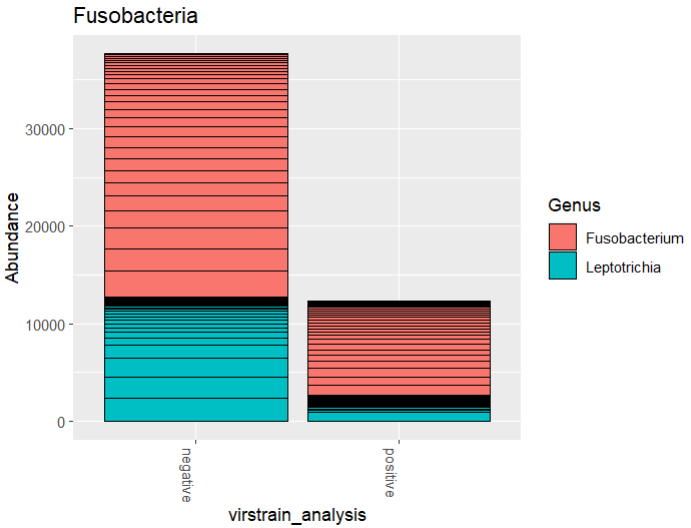 Fusobacteria
Abundance
30000
20000
10000
0
negative
positive
virstrain_analysis
Genus
Fusobacterium
Leptotrichia